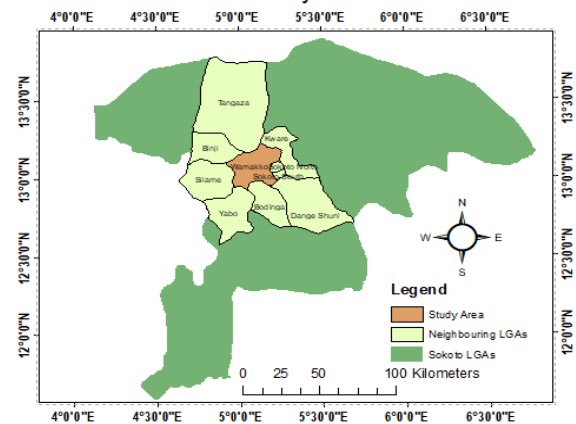 4°0'0"E 4°30'0"E 5°0'0"E 5°30'0"E 6°0'0"E 6°30'0"E
13°30'0"N 13°30'0"N
Tangaza
Kware
Binji
Wamakko Sokoto North
13°0'0"N 13°0'0"N
Silame Sokoto South
Bodinga
Yabo Dange Shuni
N
W E
S
12°30'0"N 12°30'0"N
Legend
Study Area
Neighbouring LGAs
Sokoto LGAs
12°0'0"N 12°0'0"N
0 25 50 100 Kilometers
4°0'0"E 4°30'0"E 5°0'0"E 5°30'0"E 6°0'0"E 6°30'0"E